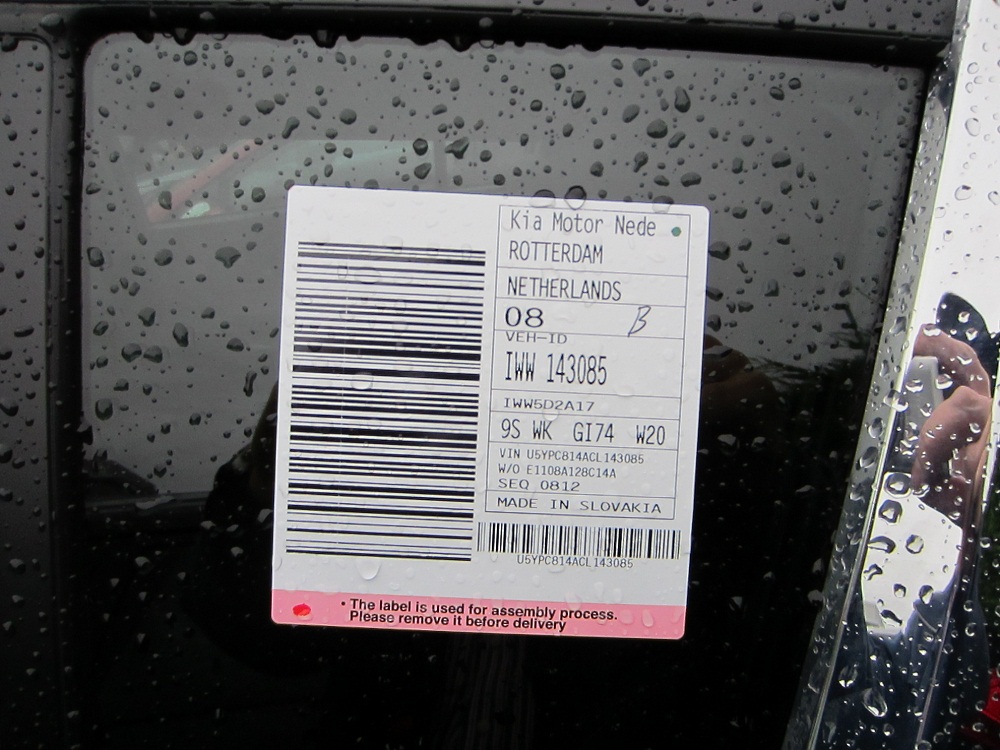 Kia Motor Nede
ROTTERDAM
NETHERLANDS
08 B
VEH-ID
IWW 143085
IWW5D2A17
9S WK GI74 W20
VIN U5YPC814ACL143085
W/O E1108A128C14A
SEQ 0812
MADE IN SLOVAKIA
U5YPC814ACL143085
• The label is used for assembly process.
Please remove it before delivery